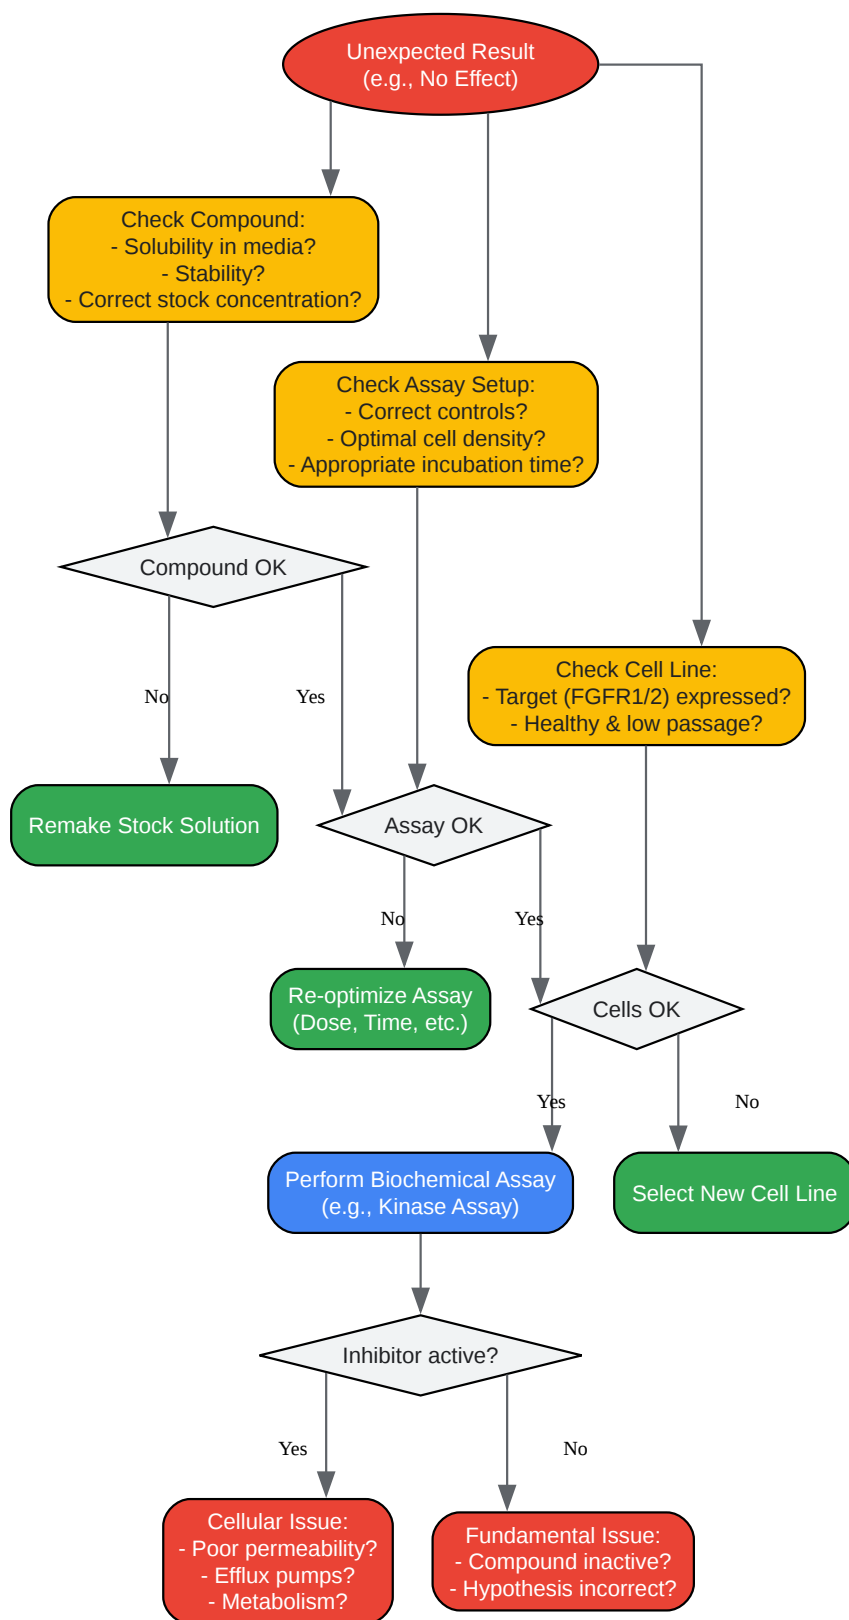 Unexpected Result
(e.g., No Effect)
Check Compound:
- Solubility in media?
- Stability?
- Correct stock concentration?
Check Assay Setup:
- Correct controls?
- Optimal cell density?
- Appropriate incubation time?
Compound OK
Check Cell Line:
- Target (FGFR1/2) expressed?
- Healthy & low passage?
No
Yes
Remake Stock Solution
Assay OK
No
Yes
Re-optimize Assay
(Dose, Time, etc.)
Cells OK
Yes
No
Perform Biochemical Assay
(e.g., Kinase Assay)
Select New Cell Line
Inhibitor active?
Yes
No
Cellular Issue:
- Poor permeability?
- Efflux pumps?
- Metabolism?
Fundamental Issue:
- Compound inactive?
- Hypothesis incorrect?